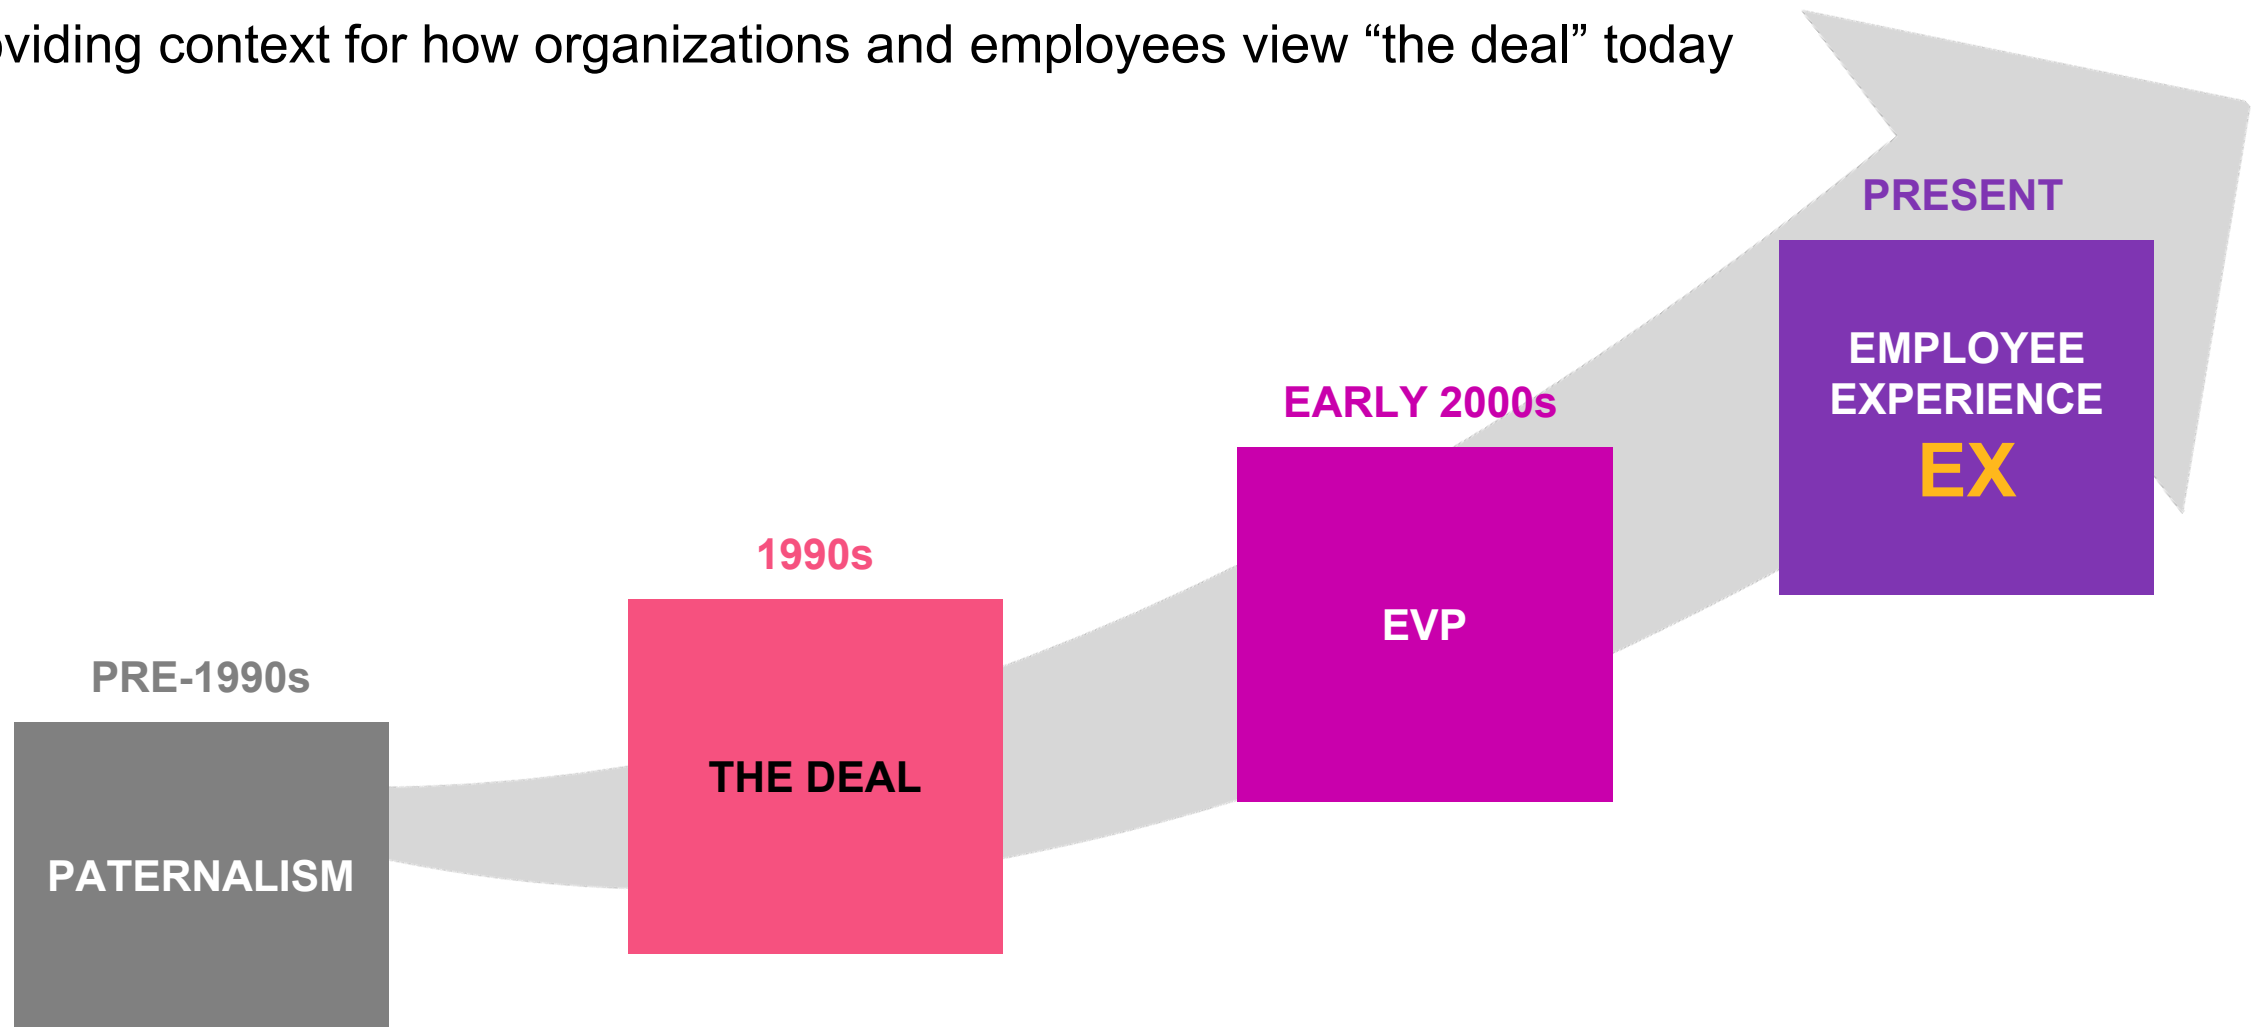 oviding context for how organizations and employees view “the deal” today
PRE-1990s
PATERNALISM
1990s
THE DEAL
EARLY 2000s
EVP
PRESENT
EMPLOYEE
EXPERIENCE
EX